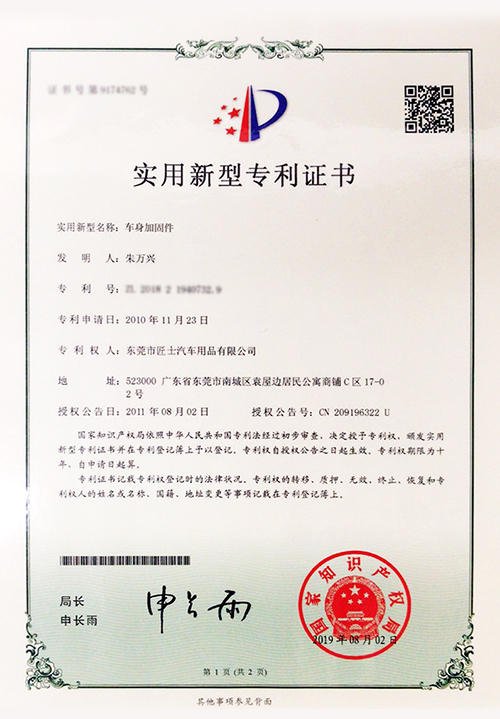 证书号第9174762号
实用新型专利证书
实用新型名称：车身加固件
发明人：朱万兴
专利号：ZL 2018 2 1940732.9
专利申请日：2010年11月23日
专利权人：东莞市匠士汽车用品有限公司
地址：523000 广东省东莞市南城区袁屋边居民公寓商铺C区17-0
2号
授权公告日：2011年08月02日 授权公告号：CN 209196322 U
国家知识产权局依照中华人民共和国专利法经过初步审查，决定授予专利权，颁发实用
新型专利证书并在专利登记簿上予以登记。专利权自授权公告之日起生效。专利权期限为十
年，自申请日起算。
专利证书记载专利权登记时的法律状况。专利权的转移、质押、无效、终止、恢复和专利
权人的姓名或名称、国籍、地址变更等事项记载在专利登记簿上。
局长
申长雨
申长雨
国家知识产权局
2019年08月02日
第1页(共2页)
其他事项参见背面